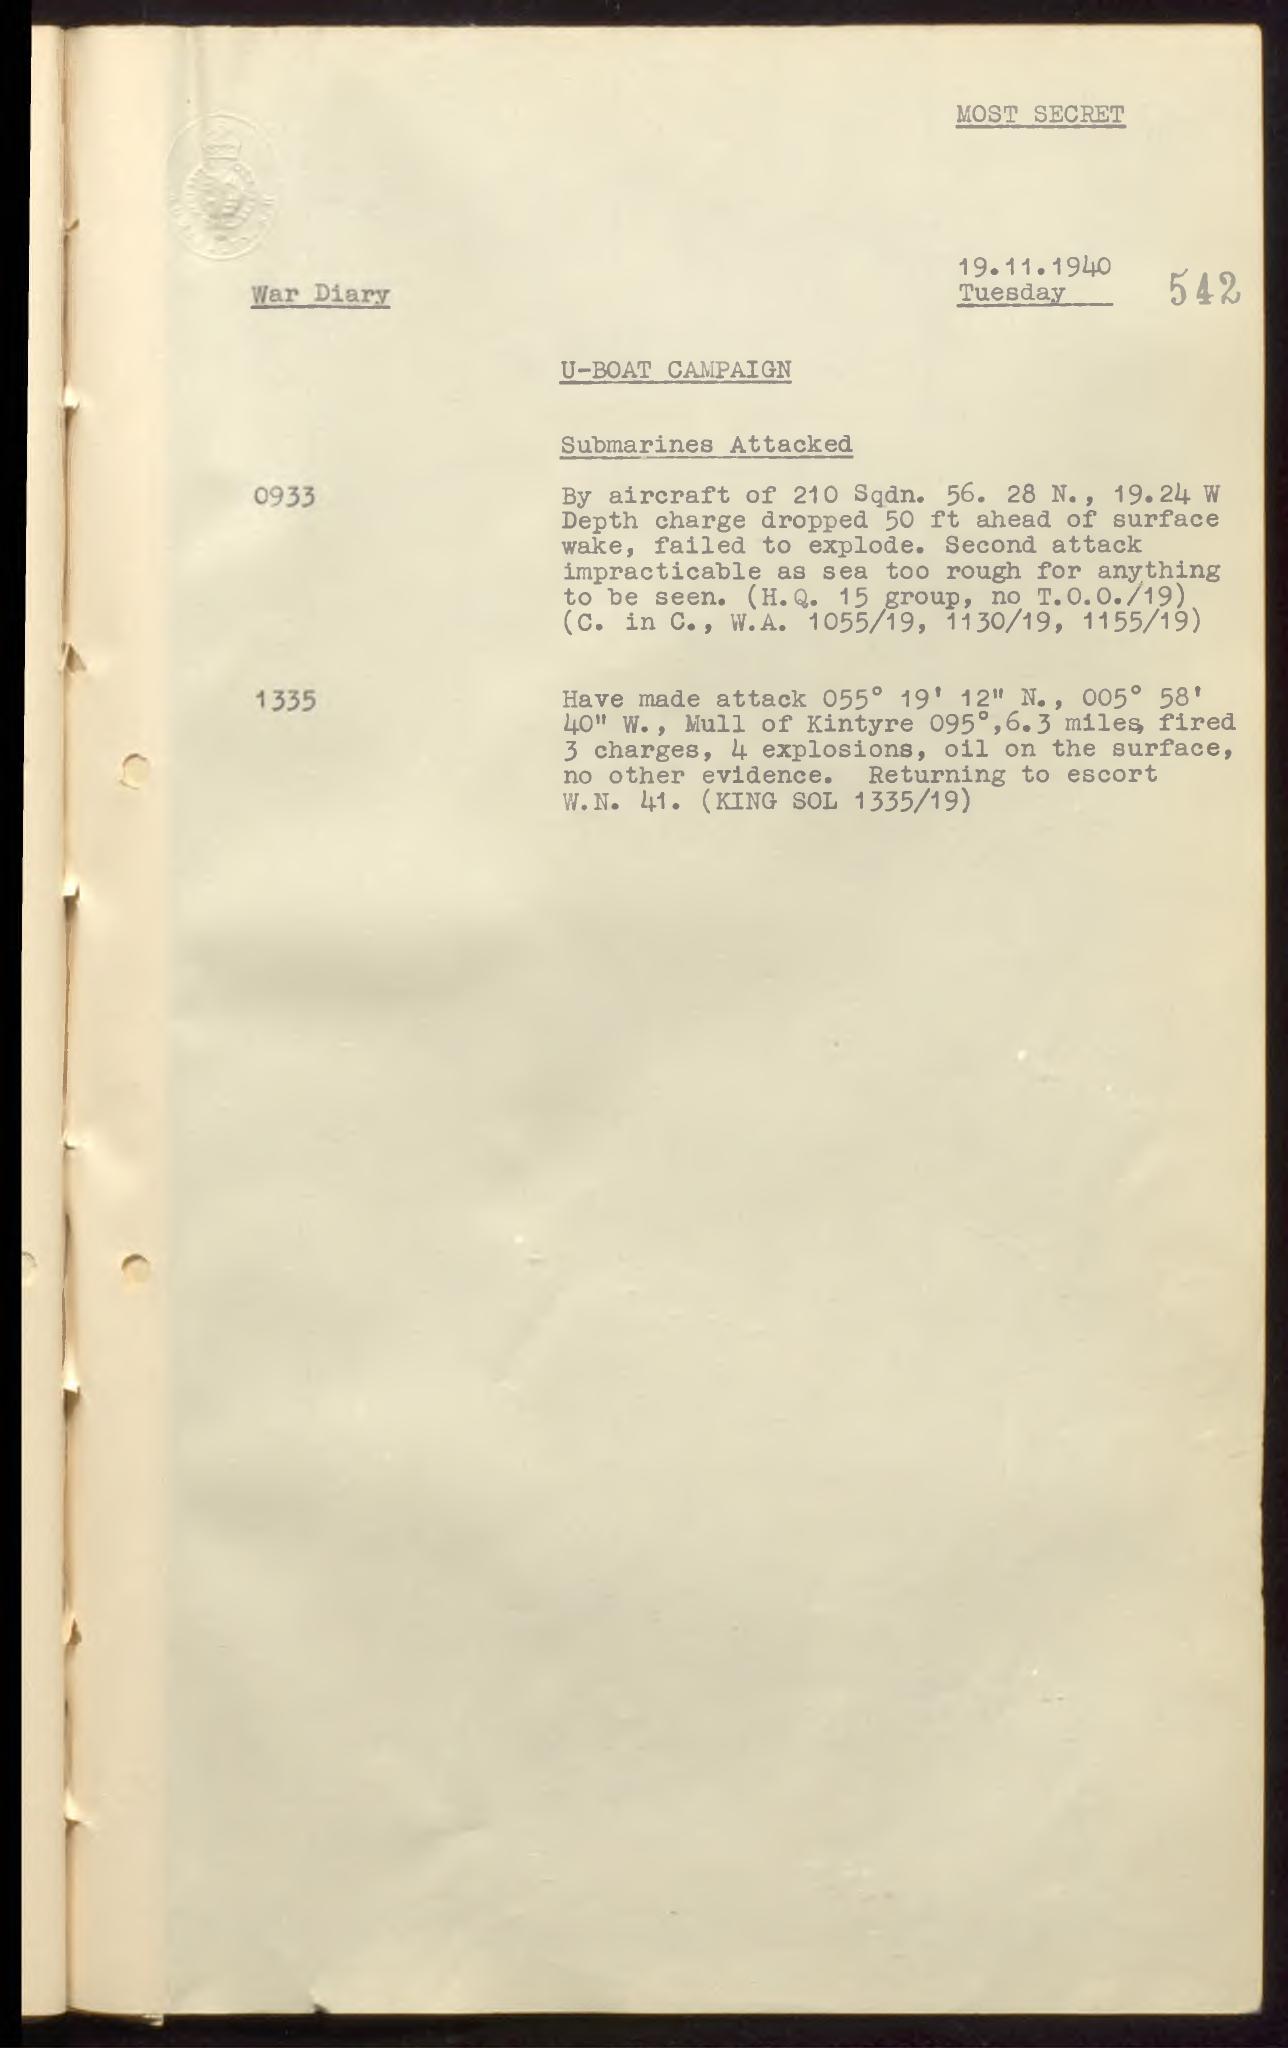 MOST SECRET
19.11.1940
War Diary
Tuesday
542
U-BOAT CAMPAIGN
Submarines Attacked
0933
By aircraft of 210 Sqdn. 56. 28 N., 19.24 W
Depth charge dropped 50 ft ahead of surface
wake, failed to explode. Second attack
impracticable as sea too rough for anything
to be seen. (H.Q. 15 group, no T.O.O./19)
(C. in C., W.A. 1055/19, 1130/19, 1155/19)
1335
Have made attack 055° 19' 12" N., 005° 58'
40" W., Mull of Kintyre 095°,6.3 miles, fired
3 charges, 4 explosions, oil on the surface,
no other evidence. Returning to escort
W.N. 41. (KING SOL 1335/19)